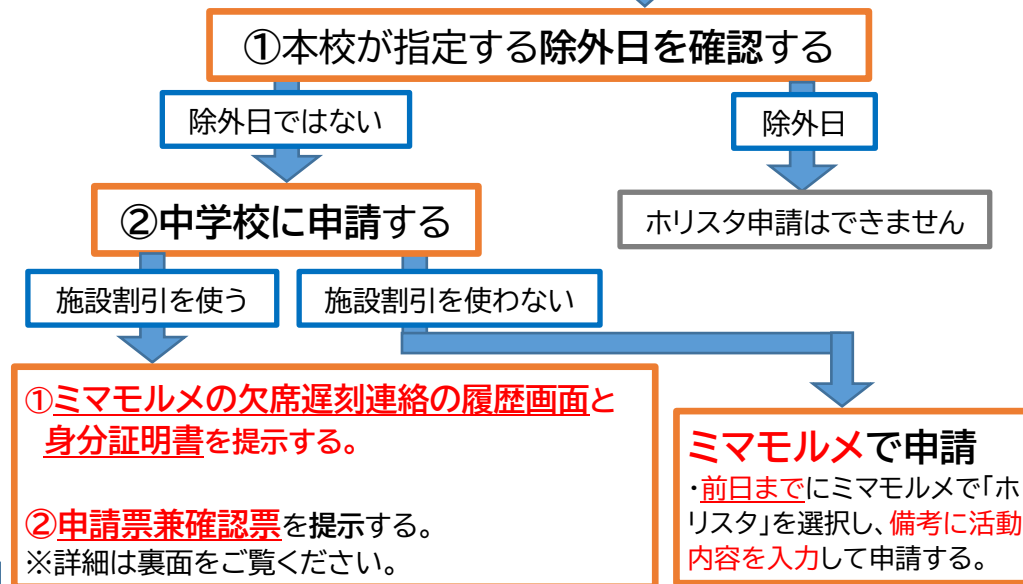 ①本校が指定する除外日を確認する
除外日ではない
除外日
②中学校に申請する
ホリスタ申請はできません
施設割引を使う
施設割引を使わない
①ミマモルメの欠席遅刻連絡の履歴画面と
身分証明書を提示する。
②申請票兼確認票を提示する。
※詳細は裏面をご覧ください。
ミマモルメで申請
・前日までにミマモルメで「ホ
リスタ」を選択し、備考に活動
内容を入力して申請する。